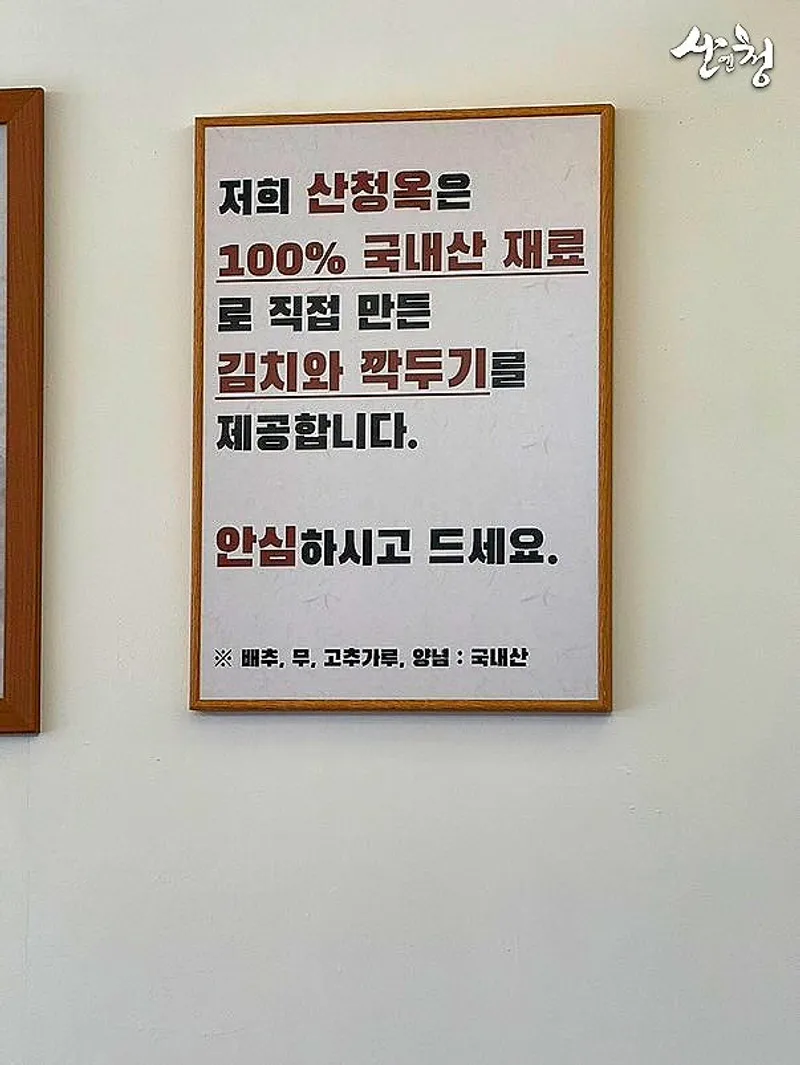 산엔청
저희 산청옥은
100% 국내산 재료
로 직접 만든
김치와 깍두기를
제공합니다.
안심하시고 드세요.
※ 배추, 무, 고추가루, 양념 : 국내산